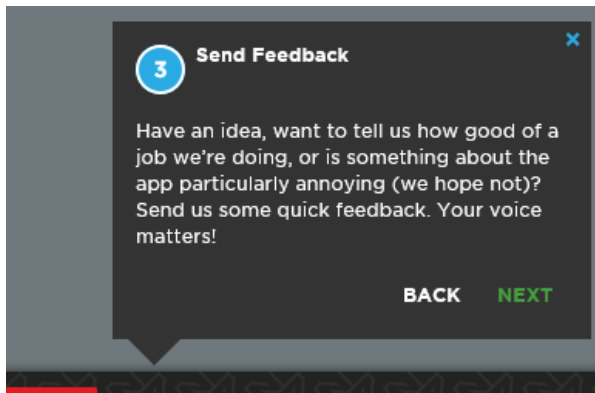 3
Send Feedback
×
Have an idea, want to tell us how good of a
job we're doing, or is something about the
app particularly annoying (we hope not)?
Send us some quick feedback. Your voice
matters!
BACK NEXT